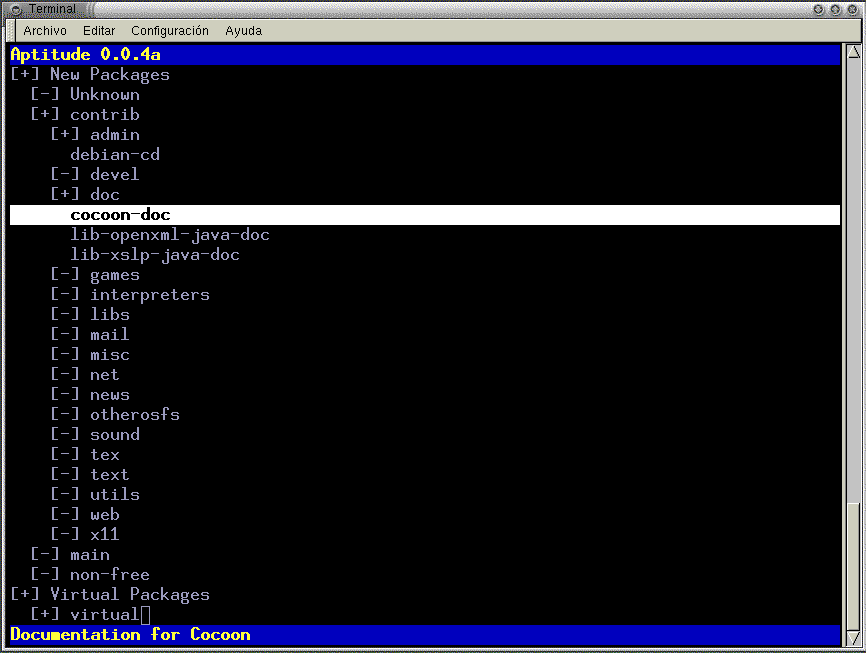 Terminal
Archivo Editar Configuración Ayuda
Aptitude 0.0.4a
[+] New Packages
[-] Unknown
[+] contrib
[+] admin
debian-cd
[-] devel
[+] doc
cocoon-doc
lib-openxml-java-doc
lib-xslp-java-doc
[-] games
[-] interpreters
[-] libs
[-] mail
[-] misc
[-] net
[-] news
[-] otherosfs
[-] sound
[-] tex
[-] text
[-] utils
[-] web
[-] x11
[-] main
[-] non-free
[+] Virtual Packages
[+] virtual
Documentation for Cocoon